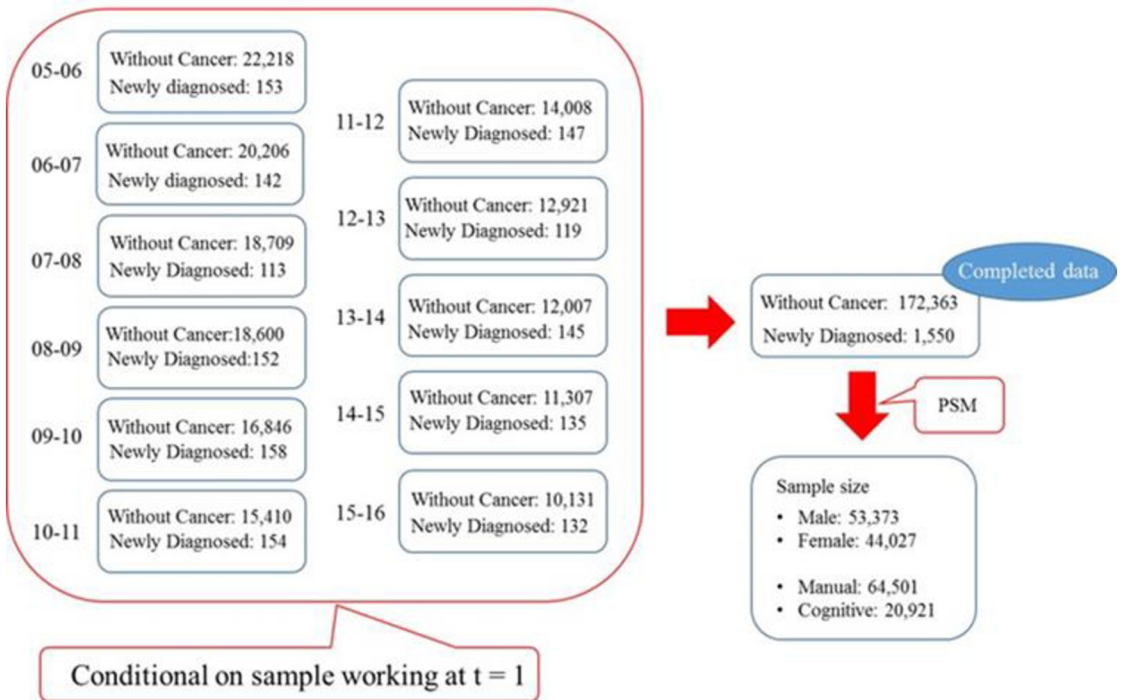 05-06
Without Cancer: 22,218
Newly diagnosed: 153
06-07
Without Cancer: 20,206
Newly diagnosed: 142
07-08
Without Cancer: 18,709
Newly Diagnosed: 113
08-09
Without Cancer:18,600
Newly Diagnosed:152
09-10
Without Cancer: 16,846
Newly Diagnosed: 158
10-11
Without Cancer: 15,410
Newly Diagnosed: 154
11-12
Without Cancer: 14,008
Newly Diagnosed: 147
12-13
Without Cancer: 12,921
Newly Diagnosed: 119
13-14
Without Cancer: 12,007
Newly Diagnosed: 145
14-15
Without Cancer: 11,307
Newly Diagnosed: 135
15-16
Without Cancer: 10,131
Newly Diagnosed: 132
Conditional on sample working at t = 1
Completed data
Without Cancer: 172,363
Newly Diagnosed: 1,550
PSM
Sample size
• Male: 53,373
• Female: 44,027
• Manual: 64,501
• Cognitive: 20,921